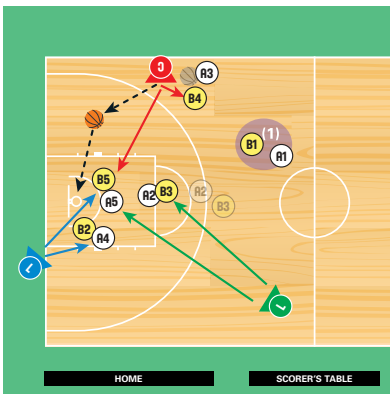 C
A3
B4
(1)
B1
A1
B5
A5
A2
B3
A2
B3
B2
A4
L
T
HOME
SCORER'S TABLE